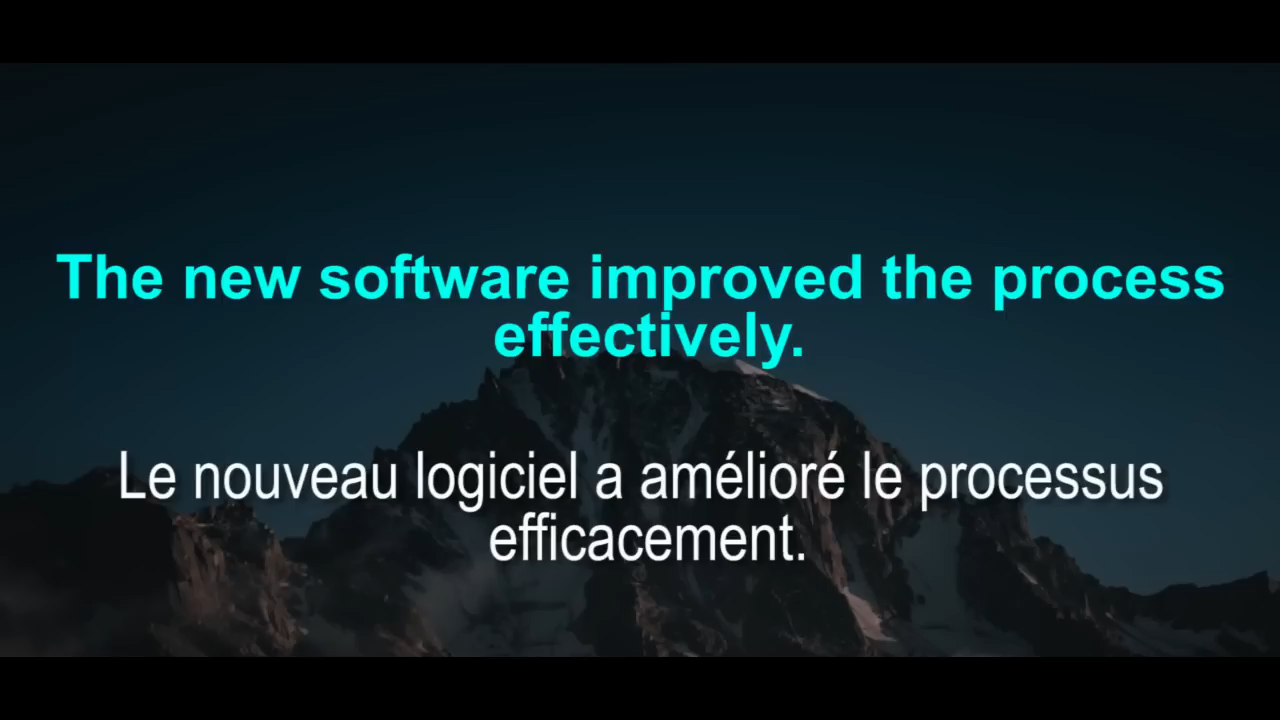 The new software improved the process
effectively.
Le nouveau logiciel a amélioré le processus
efficacement.